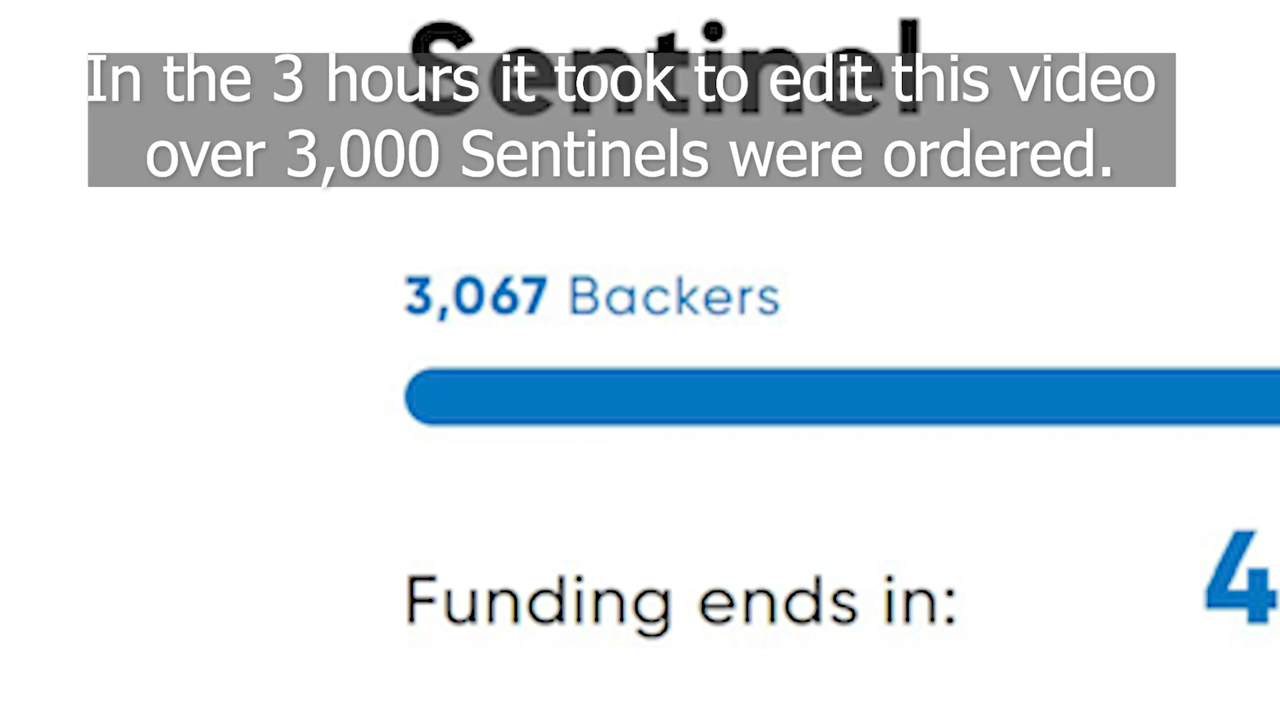 Sentinel
In the 3 hours it took to edit this video
over 3,000 Sentinels were ordered.
3,067 Backers
Funding ends in:
4